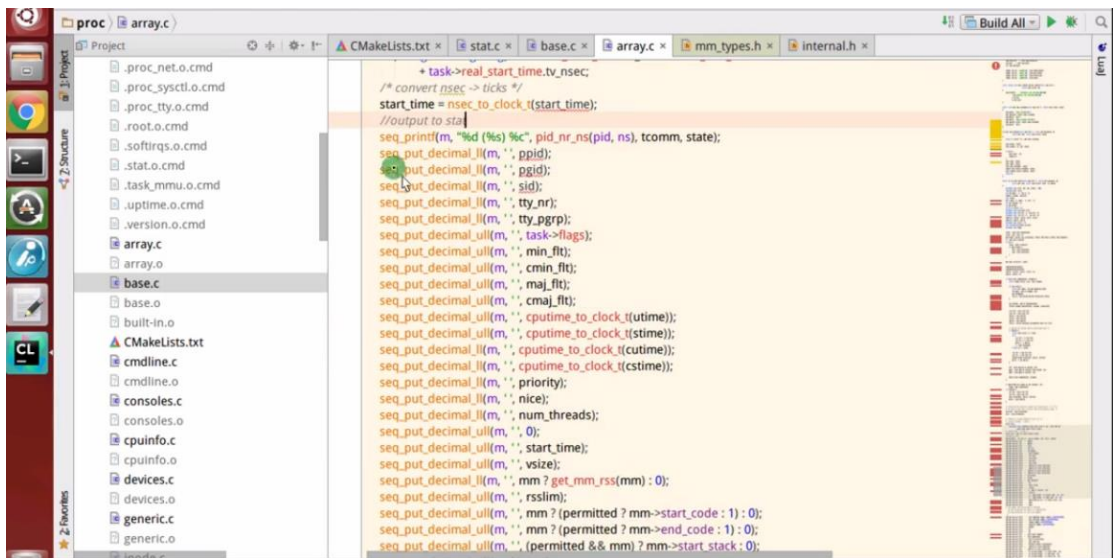 proc array.c Build All
Project CMakeLists.txt × stat.c × base.c × array.c × mm_types.h × internal.h ×
1: Project
Z: Structure
2: Favorites
Lua
CL
.proc_net.o.cmd
.proc_sysctl.o.cmd
.proc_tty.o.cmd
.root.o.cmd
.softirqs.o.cmd
.stat.o.cmd
.task_mmu.o.cmd
.uptime.o.cmd
.version.o.cmd
array.c
array.o
base.c
base.o
built-in.o
CMakeLists.txt
cmdline.c
cmdline.o
consoles.c
consoles.o
cpuinfo.c
cpuinfo.o
devices.c
devices.o
generic.c
generic.o
inode.c
+ task->real_start_time.tv_nsec;
/* convert nsec -> ticks */
start_time = nsec_to_clock_t(start_time);
//output to stat
seq_printf(m, "%d (%s) %c", pid_nr_ns(pid, ns), tcomm, state);
seq_put_decimal_ll(m, ' ', ppid);
seq_put_decimal_ll(m, ' ', pgid);
seq_put_decimal_ll(m, ' ', sid);
seq_put_decimal_ll(m, ' ', tty_nr);
seq_put_decimal_ll(m, ' ', tty_pgrp);
seq_put_decimal_ull(m, ' ', task->flags);
seq_put_decimal_ull(m, ' ', min_flt);
seq_put_decimal_ull(m, ' ', cmin_flt);
seq_put_decimal_ull(m, ' ', maj_flt);
seq_put_decimal_ull(m, ' ', cmaj_flt);
seq_put_decimal_ull(m, ' ', cputime_to_clock_t(utime));
seq_put_decimal_ull(m, ' ', cputime_to_clock_t(stime));
seq_put_decimal_ll(m, ' ', cputime_to_clock_t(cutime));
seq_put_decimal_ll(m, ' ', cputime_to_clock_t(cstime));
seq_put_decimal_ll(m, ' ', priority);
seq_put_decimal_ll(m, ' ', nice);
seq_put_decimal_ll(m, ' ', num_threads);
seq_put_decimal_ull(m, ' ', 0);
seq_put_decimal_ull(m, ' ', start_time);
seq_put_decimal_ull(m, ' ', vsize);
seq_put_decimal_ull(m, ' ', mm ? get_mm_rss(mm) : 0);
seq_put_decimal_ull(m, ' ', rsslim);
seq_put_decimal_ull(m, ' ', mm ? (permitted ? mm->start_code : 1) : 0);
seq_put_decimal_ull(m, ' ', mm ? (permitted ? mm->end_code : 1) : 0);
seq_put_decimal_ull(m, ' ', (permitted && mm) ? mm->start_stack : 0);